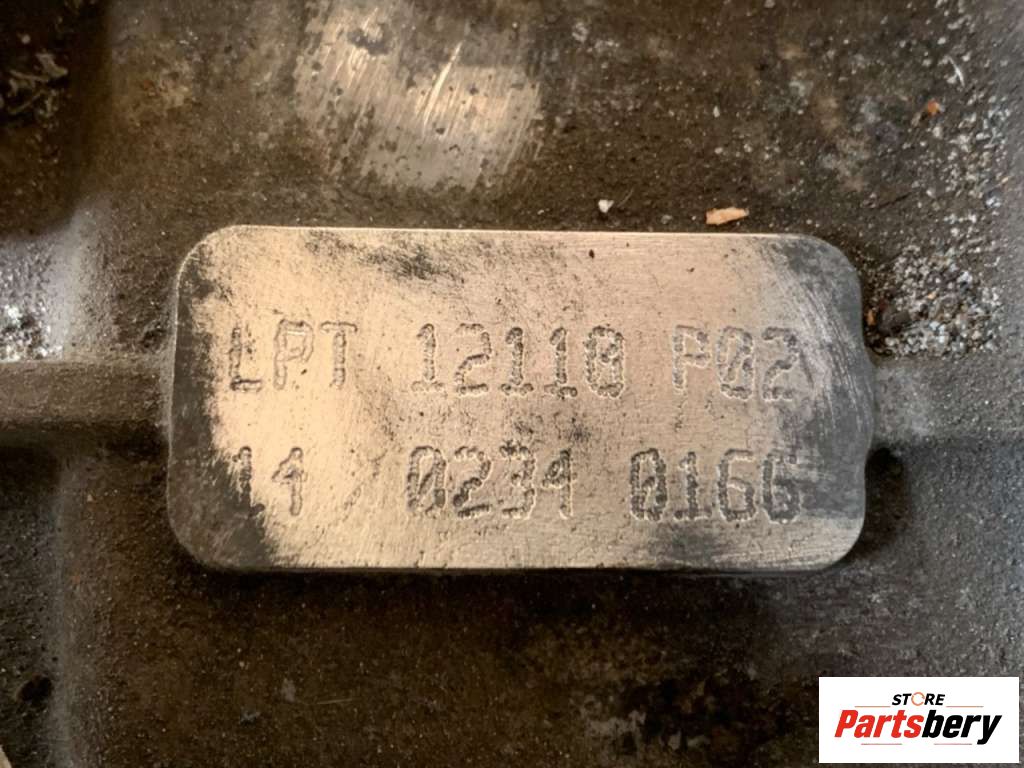 LPT 12110 P02
14 0234 0166
STORE
Partsbery